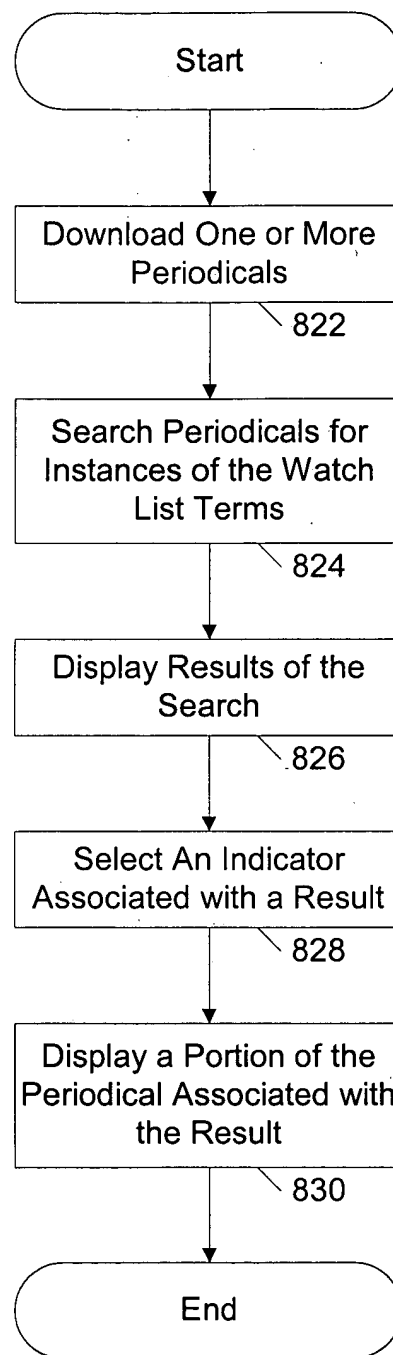 Start
Download One or More
Periodicals
822
Search Periodicals for
Instances of the Watch
List Terms
824
Display Results of the
Search
826
Select An Indicator
Associated with a Result
828
Display a Portion of the
Periodical Associated with
the Result
830
End